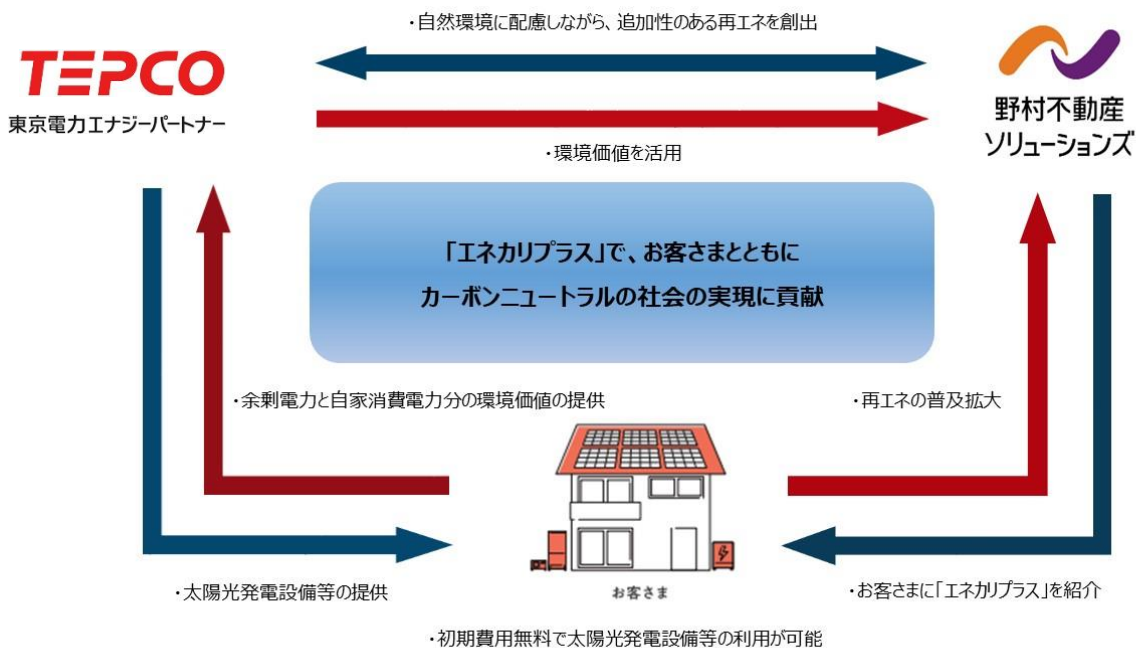 ・自然環境に配慮しながら、追加性のある再エネを創出
TEPCO
東京電力エナジーパートナー
野村不動産
ソリューションズ
・環境価値を活用
「エネカリプラス」で、お客さまとともに
カーボンニュートラルの社会の実現に貢献
・余剰電力と自家消費電力分の環境価値の提供
・再エネの普及拡大
・太陽光発電設備等の提供
お客さま
・お客さまに「エネカリプラス」を紹介
・初期費用無料で太陽光発電設備等の利用が可能